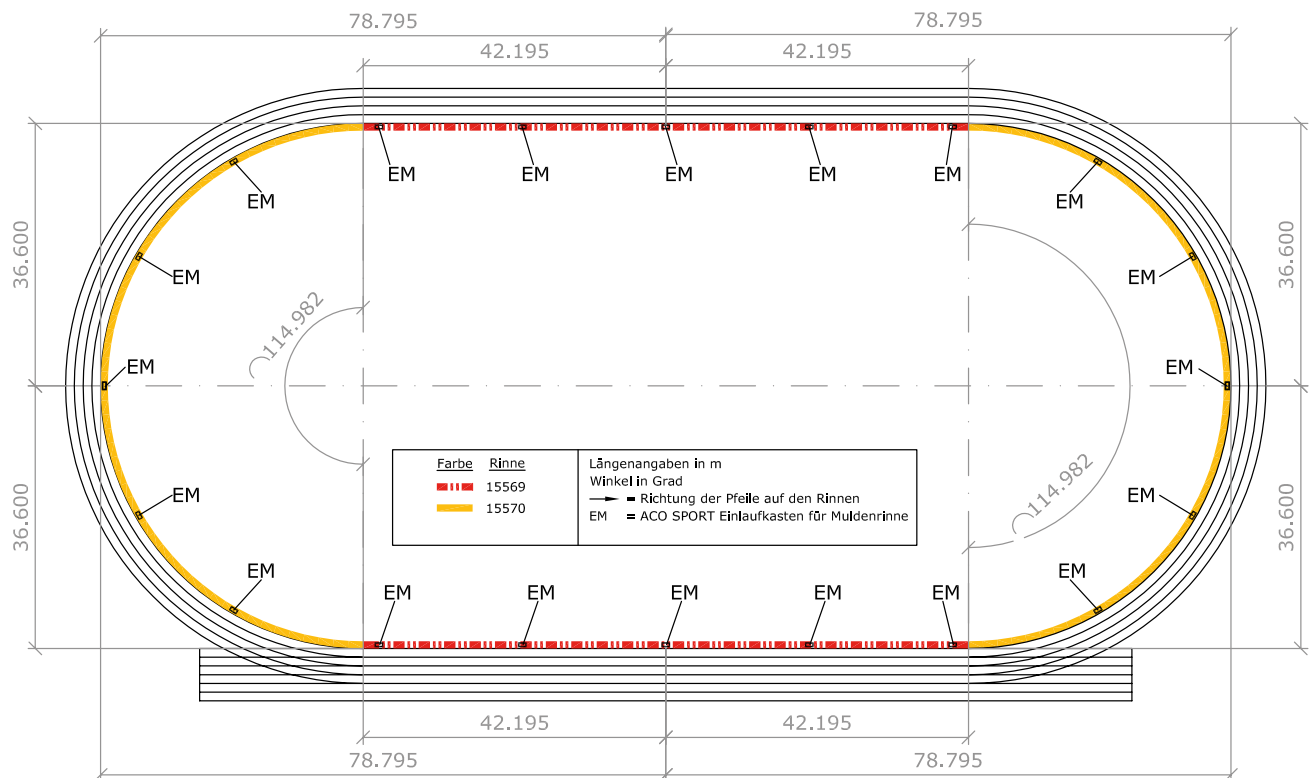 78.795 78.795
42.195 42.195
EM EM EM EM EM
EM EM
36.600 36.600
EM EM
114.982
EM EM
Farbe Rinne
15569
15570
Längenangaben in m
Winkel in Grad
= Richtung der Pfeile auf den Rinnen
EM = ACO SPORT Einlaufkasten für Muldenrinne
114.982
EM EM
36.600 36.600
EM EM
EM EM EM EM EM
42.195 42.195
78.795 78.795